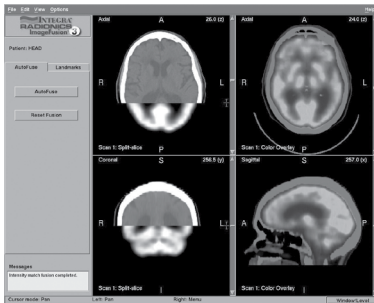 File Edit View Options
INTEGRA
RADIONICS
ImageFusion 3
Patient: HEAD
AutoFuse Landmarks
AutoFuse
Reset Fusion
Messages
Intensity match fusion completed.
Axial A 26.0 (z)
R L
Scan 1: Split-slice P
Axial A 24.0 (z)
R L
Scan 1: Color Overlay P
Coronal S 256.5 (y)
R L
Scan 1: Split-slice I
Sagittal S 257.0 (x)
A P
Scan 1: Color Overlay I
Cursor mode: Pan Left: Pan Right: Menu Window/Level